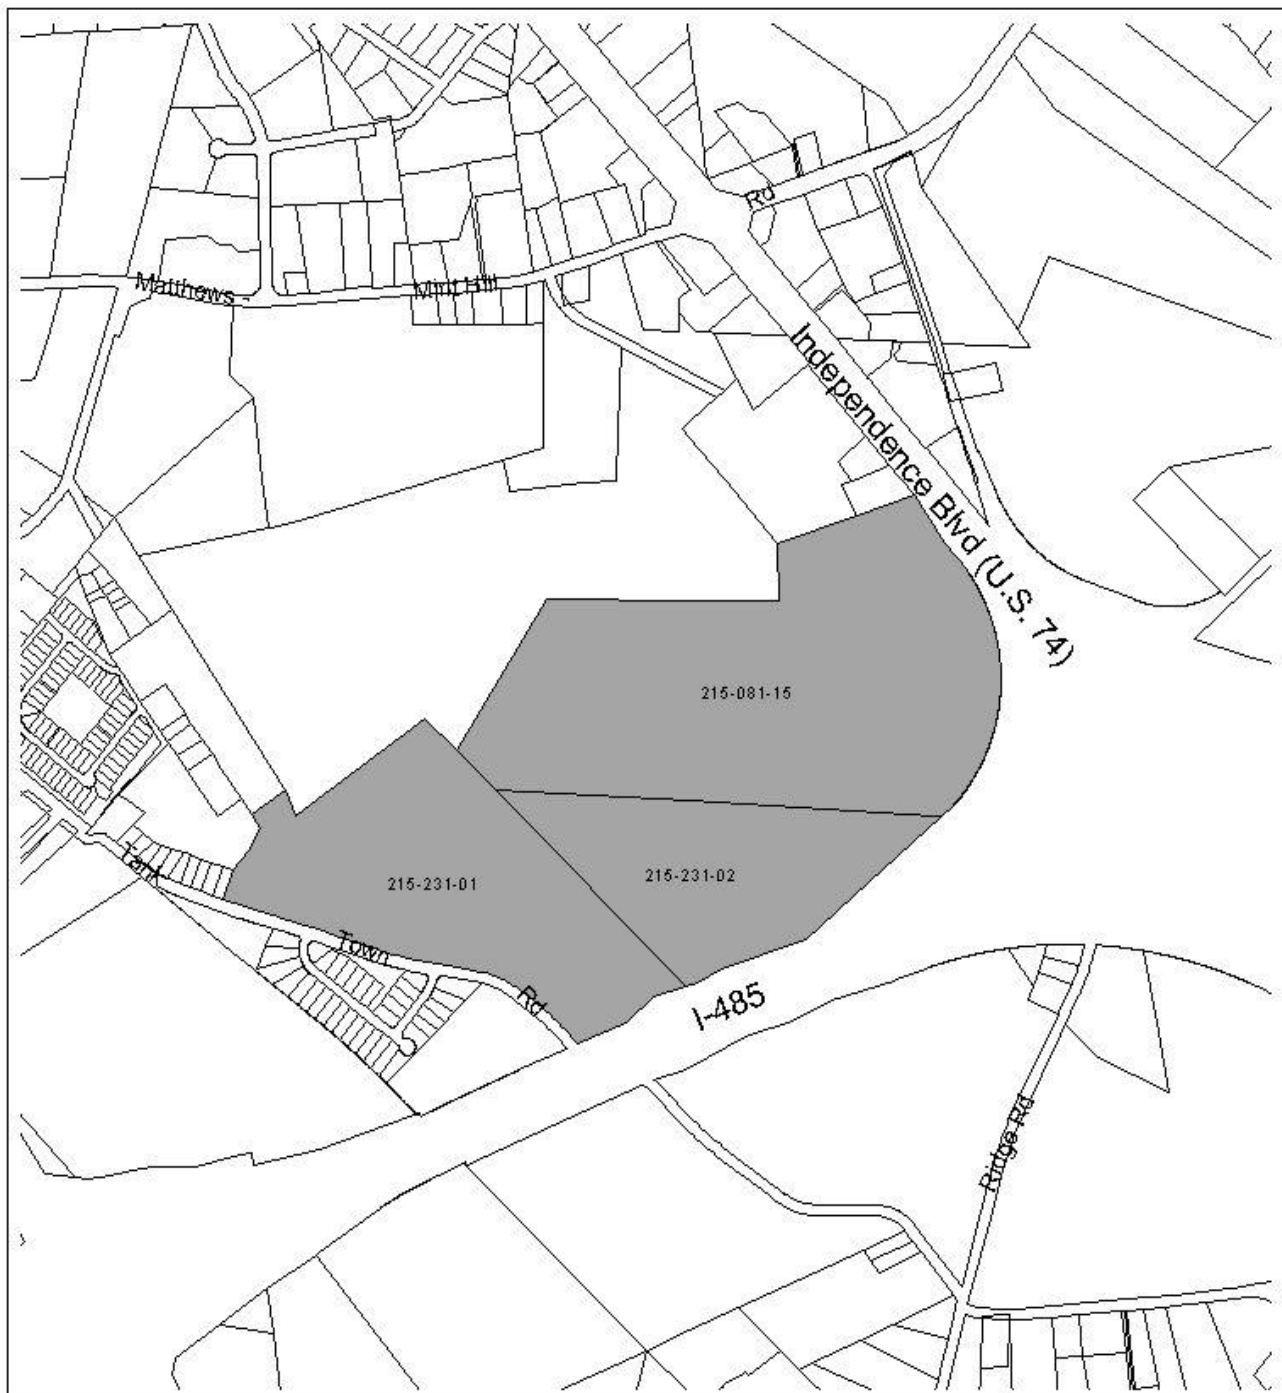 Rd
Matthews -
Mint Hill
Independence Blvd (U.S. 74)
215-081-15
215-231-02
215-231-01
Tank
Town
Rd
I-485
Ridge Rd